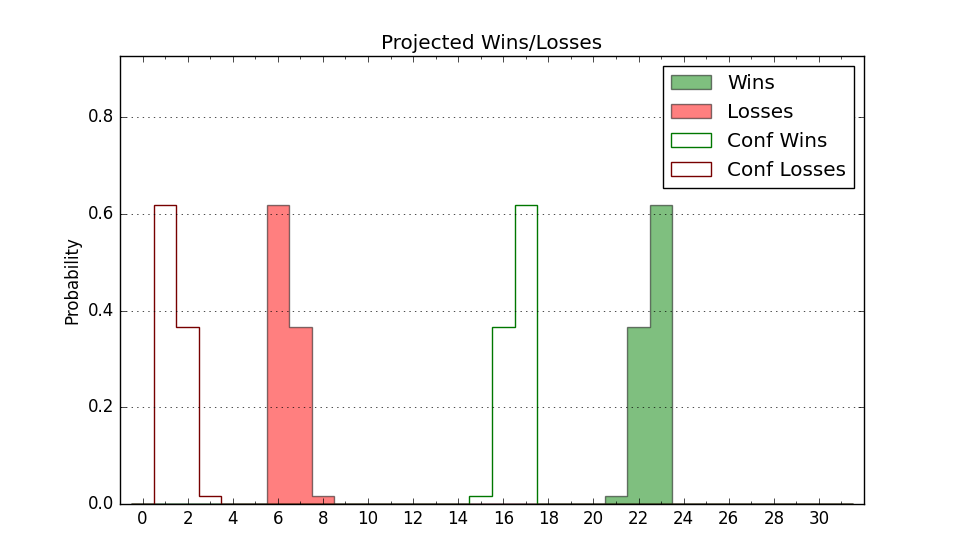 Projected Wins/Losses
Wins
Losses
Conf Wins
Conf Losses
Probability
0.8
0.6
0.4
0.2
0.0
0 2 4 6 8 10 12 14 16 18 20 22 24 26 28 30